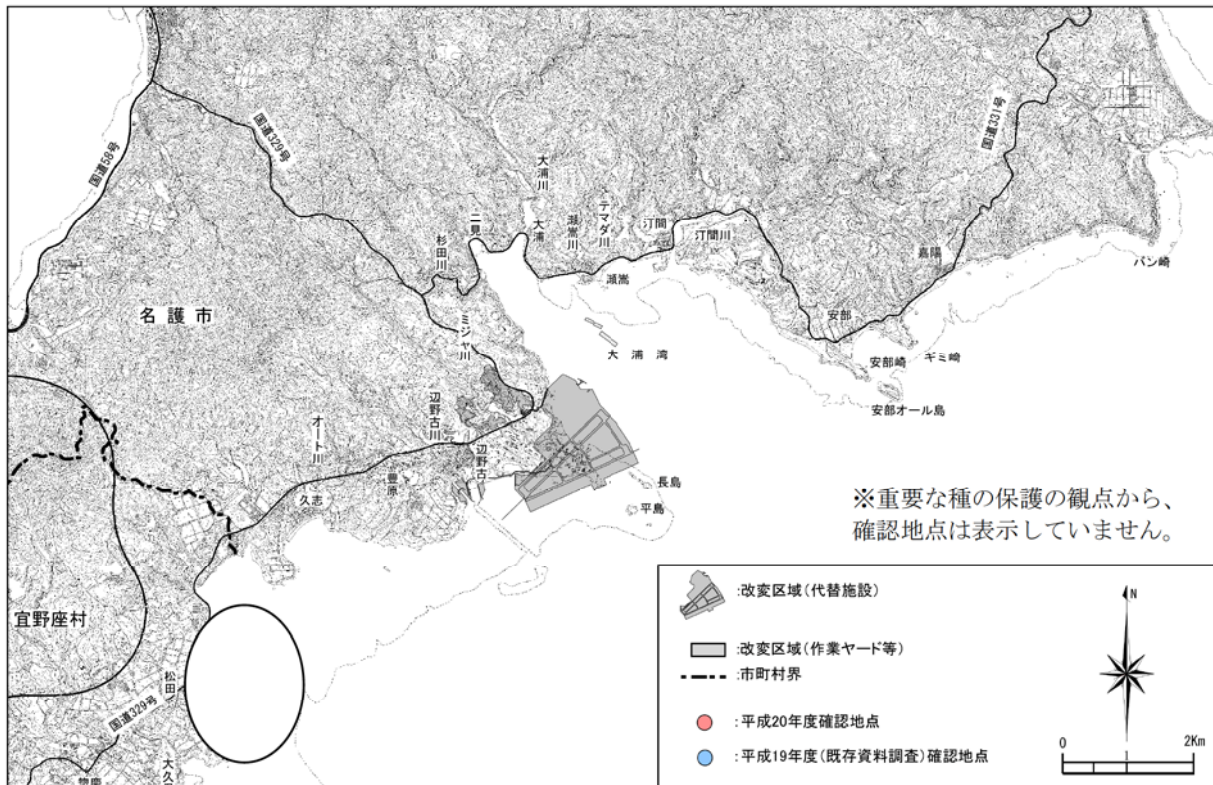 国道58号
国道329号
国道331号
大浦川
二見
大浦
瀬嵩川
テマダ川
汀間
汀間川
杉田川
瀬嵩
嘉陽
バン崎
名護市
ミジャ川
大浦湾
安部
安部崎
ギミ崎
安部オール島
辺野古川
オート川
辺野古
豊原
久志
長島
平島
※重要な種の保護の観点から、
確認地点は表示していません。
宜野座村
松田
国道329号
:改変区域(代替施設)
:改変区域(作業ヤード等)
:市町村界
:平成20年度確認地点
:平成19年度(既存資料調査)確認地点
N
0 1 2Km